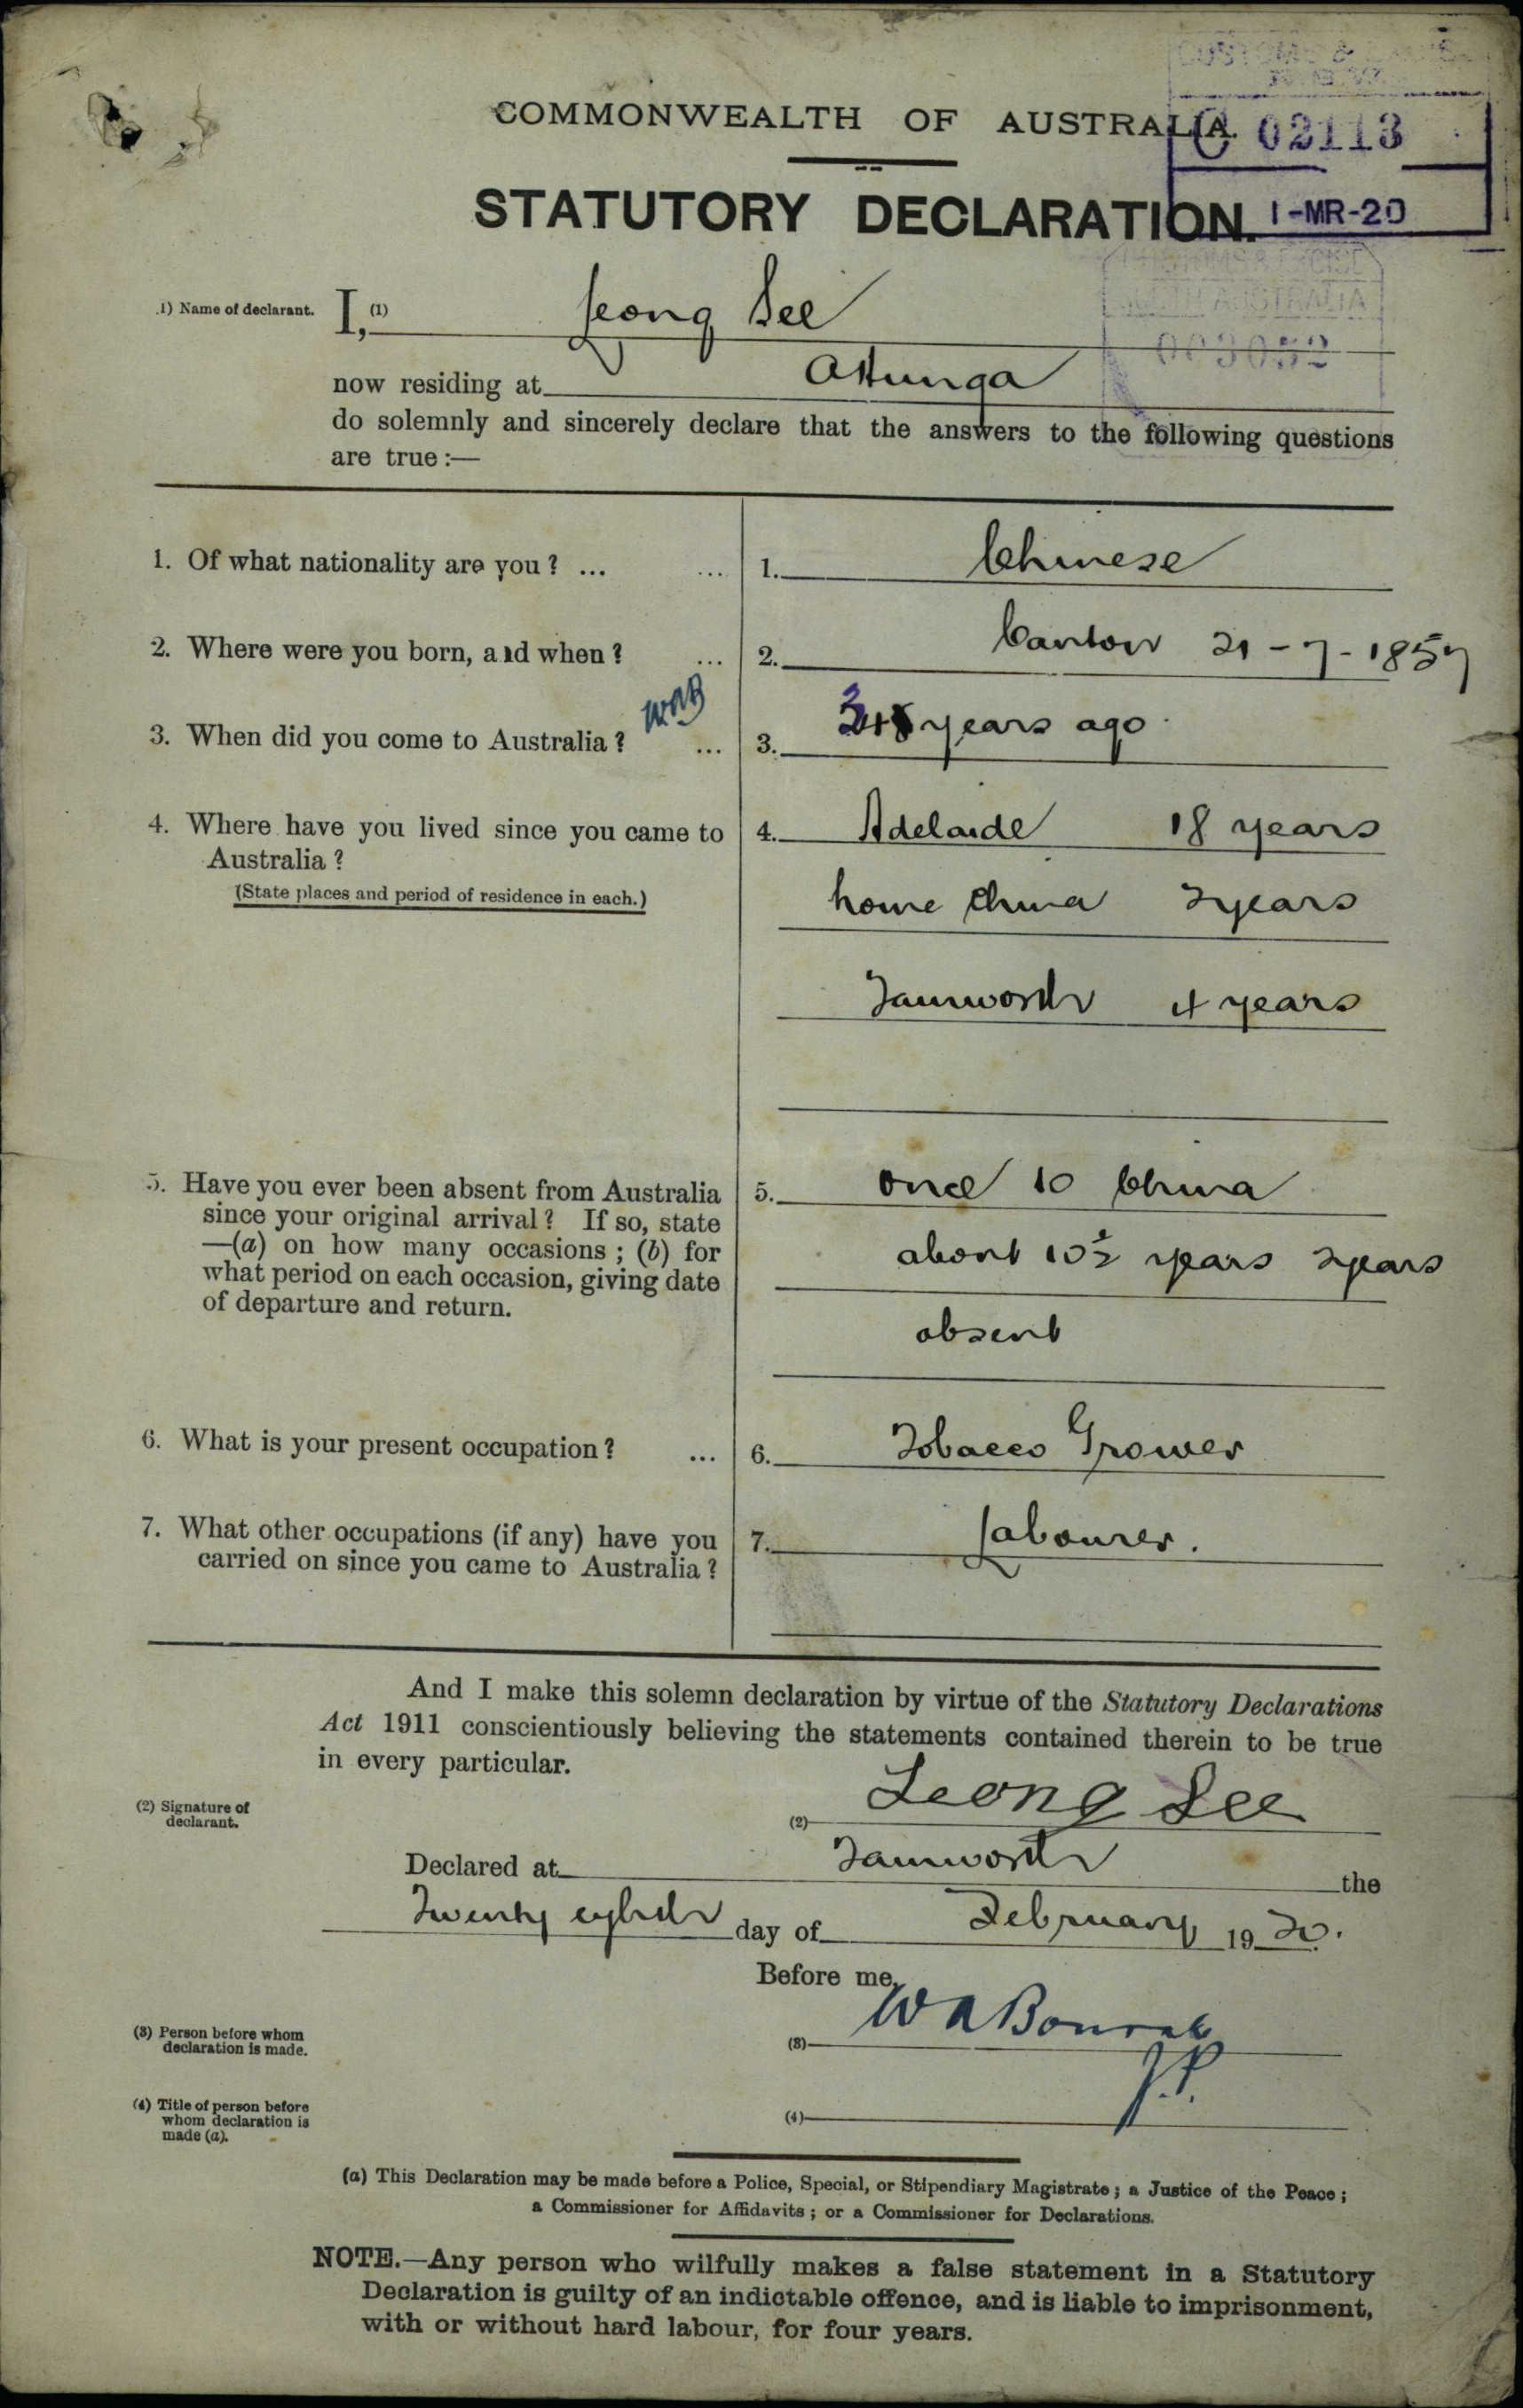 CUSTOMS &
COMMONWEALTH OF AUSTRALIA.
C 02113
STATUTORY DECLARATION.
1-MR-20
CUSTOMS & EXCISE
SOUTH AUSTRALIA
003052
1) Name of declarant. I,(1) Leong See
now residing at Attunga
do solemnly and sincerely declare that the answers to the following questions
are true:—
1. Of what nationality are you? ... ... 1. Chinese
2. Where were you born, and when? ... 2. Canton 21-7-1857
WAB
3. When did you come to Australia? ... 3. years ago
4. Where have you lived since you came to 4. Adelaide 18 years
Australia?
(State places and period of residence in each.)
home China 2 years
Tamworth 4 years
5. Have you ever been absent from Australia 5. Once to China
since your original arrival? If so, state
—(a) on how many occasions; (b) for about 10½ years 2 years
what period on each occasion, giving date
of departure and return. absent
6. What is your present occupation? ... 6. Tobacco Grower
7. What other occupations (if any) have you 7. Labourer.
carried on since you came to Australia?
And I make this solemn declaration by virtue of the Statutory Declarations
Act 1911 conscientiously believing the statements contained therein to be true
in every particular.
(2) Signature of
declarant.
(2) Leong See
Declared at Tamworth the
Twenty eighth day of February 1920.
Before me,
(3) Person before whom
declaration is made.
(3) W A Bourke
J.P.
(4) Title of person before
whom declaration is
made (a).
(4)
(a) This Declaration may be made before a Police, Special, or Stipendiary Magistrate; a Justice of the Peace;
a Commissioner for Affidavits; or a Commissioner for Declarations.
NOTE.—Any person who wilfully makes a false statement in a Statutory
Declaration is guilty of an indictable offence, and is liable to imprisonment,
with or without hard labour, for four years.